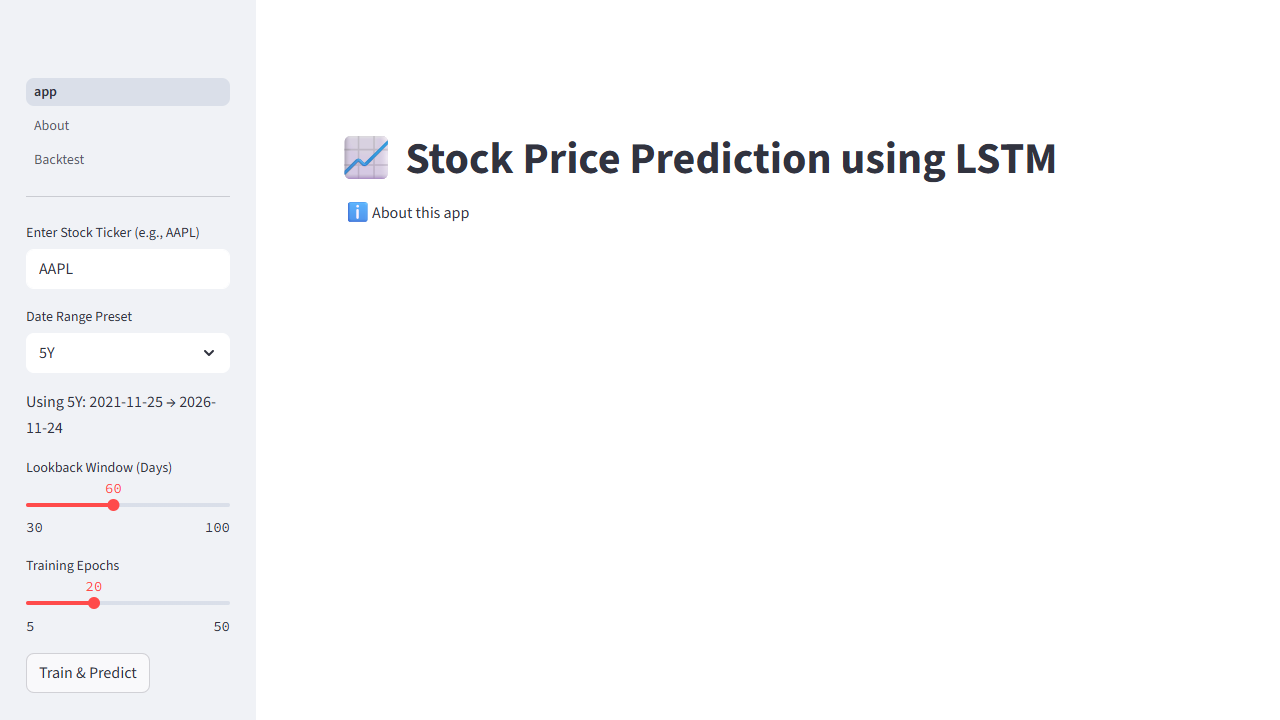 app
About
Backtest
Enter Stock Ticker (e.g., AAPL)
AAPL
Date Range Preset
5Y
Using 5Y: 2021-11-25 → 2026-
11-24
Lookback Window (Days)
60
30 100
Training Epochs
20
5 50
Train & Predict
📈 Stock Price Prediction using LSTM
ℹ️ About this app